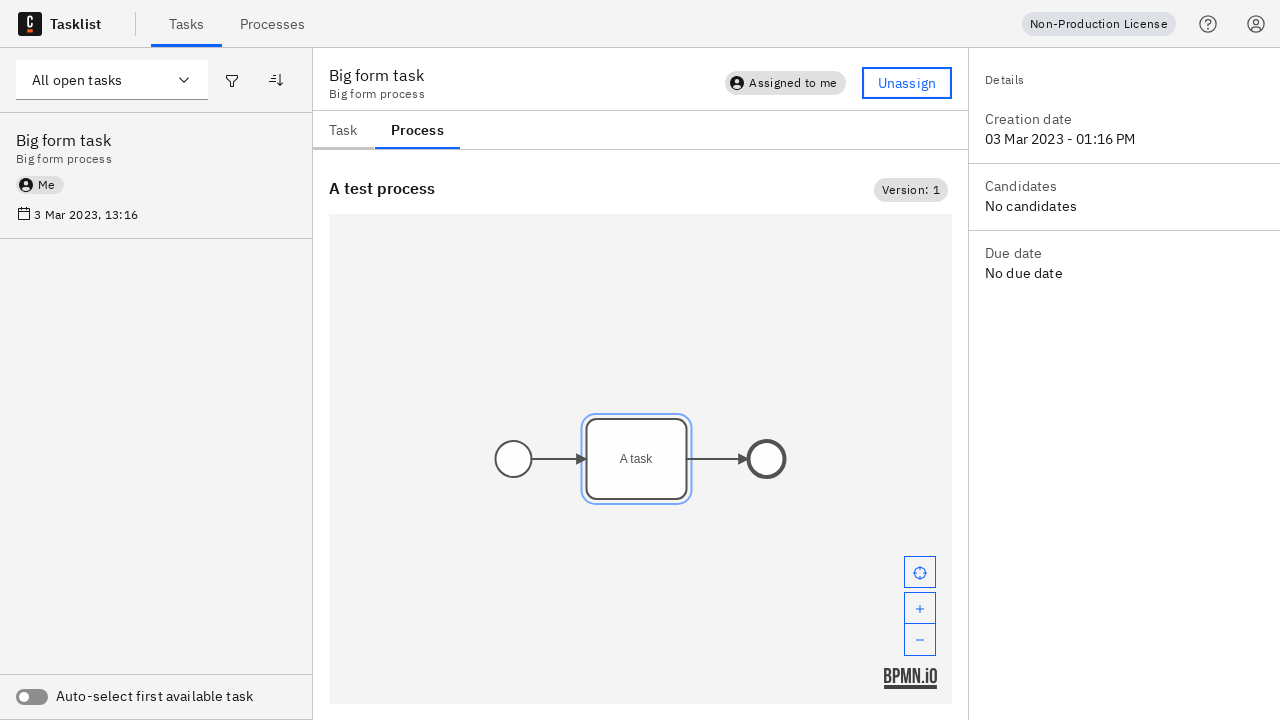 Tasklist
Tasks
Processes
Non-Production License
All open tasks
Big form task
Big form process
Me
3 Mar 2023, 13:16
Auto-select first available task
Big form task
Big form process
Assigned to me
Unassign
Task
Process
A test process
Version: 1
A task
BPMN.iO
Details
Creation date
03 Mar 2023 - 01:16 PM
Candidates
No candidates
Due date
No due date